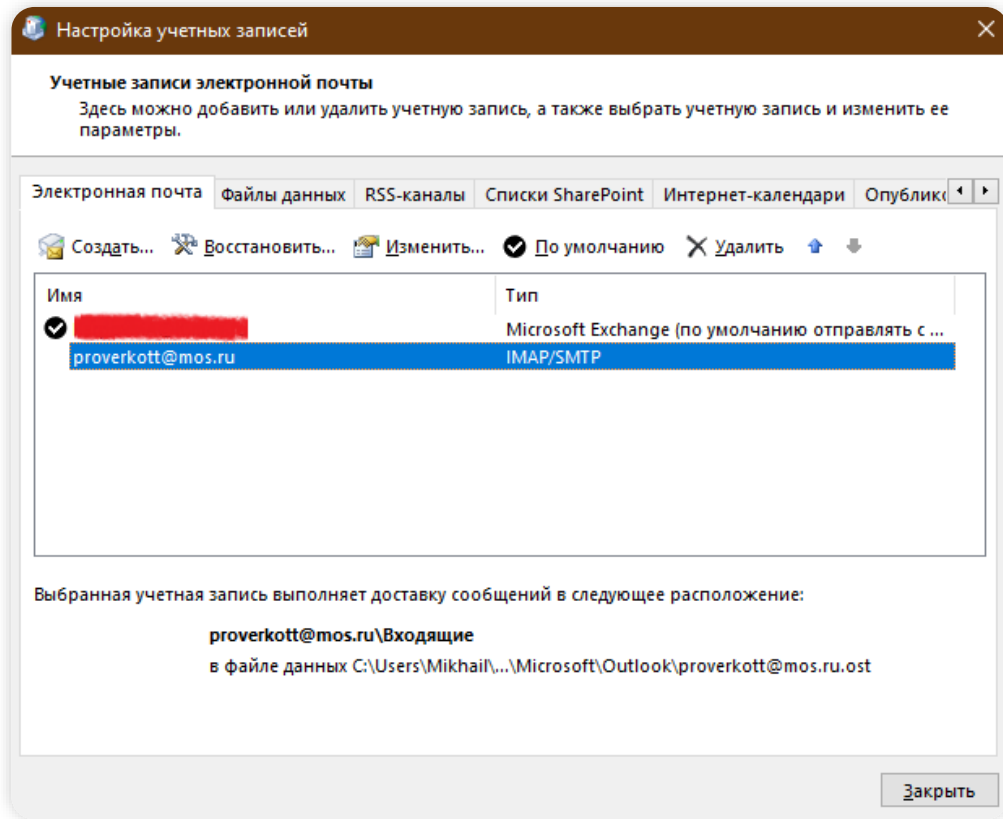 Настройка учетных записей
Учетные записи электронной почты
Здесь можно добавить или удалить учетную запись, а также выбрать учетную запись и изменить ее
параметры.
Электронная почта Файлы данных RSS-каналы Списки SharePoint Интернет-календари Опублико
Создать... Восстановить... Изменить... По умолчанию Удалить
Имя Тип
Microsoft Exchange (по умолчанию отправлять с ...
proverkott@mos.ru IMAP/SMTP
Выбранная учетная запись выполняет доставку сообщений в следующее расположение:
proverkott@mos.ru\Входящие
в файле данных C:\Users\Mikhail\...\Microsoft\Outlook\proverkott@mos.ru.ost
Закрыть